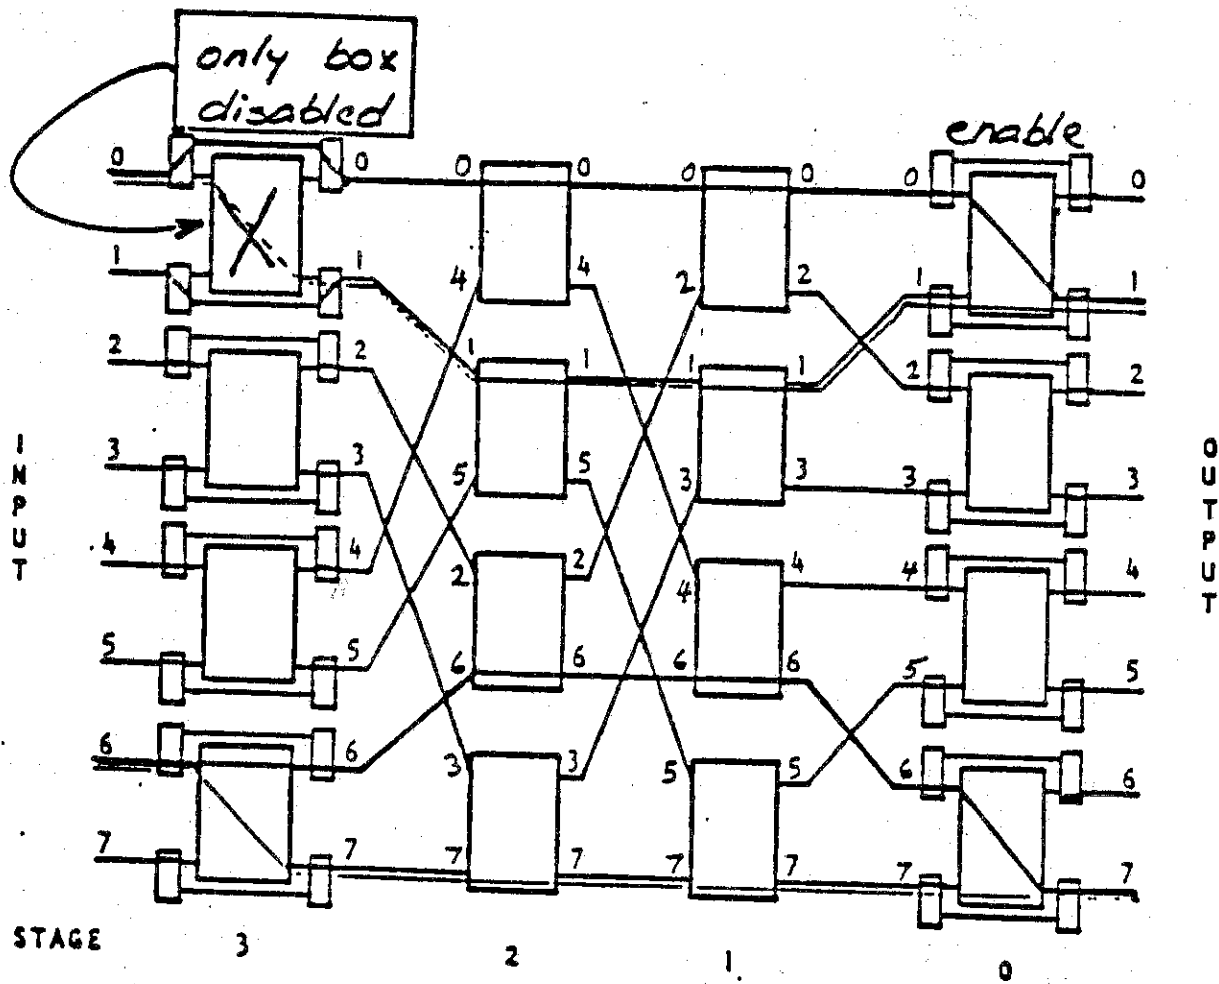 only box
disabled
enable
0 0 0 0 0 0 0 0
1 1 4 4 2 2 1 1
2 2 1 1 1 1 2 2
3 3 5 5 3 3 3 3
4 4 2 2 4 4 4 4
5 5 6 6 6 6 5 5
6 6 3 3 5 5 6 6
7 7 7 7 7 7 7 7
INPUT
OUTPUT
STAGE 3 2 1 0